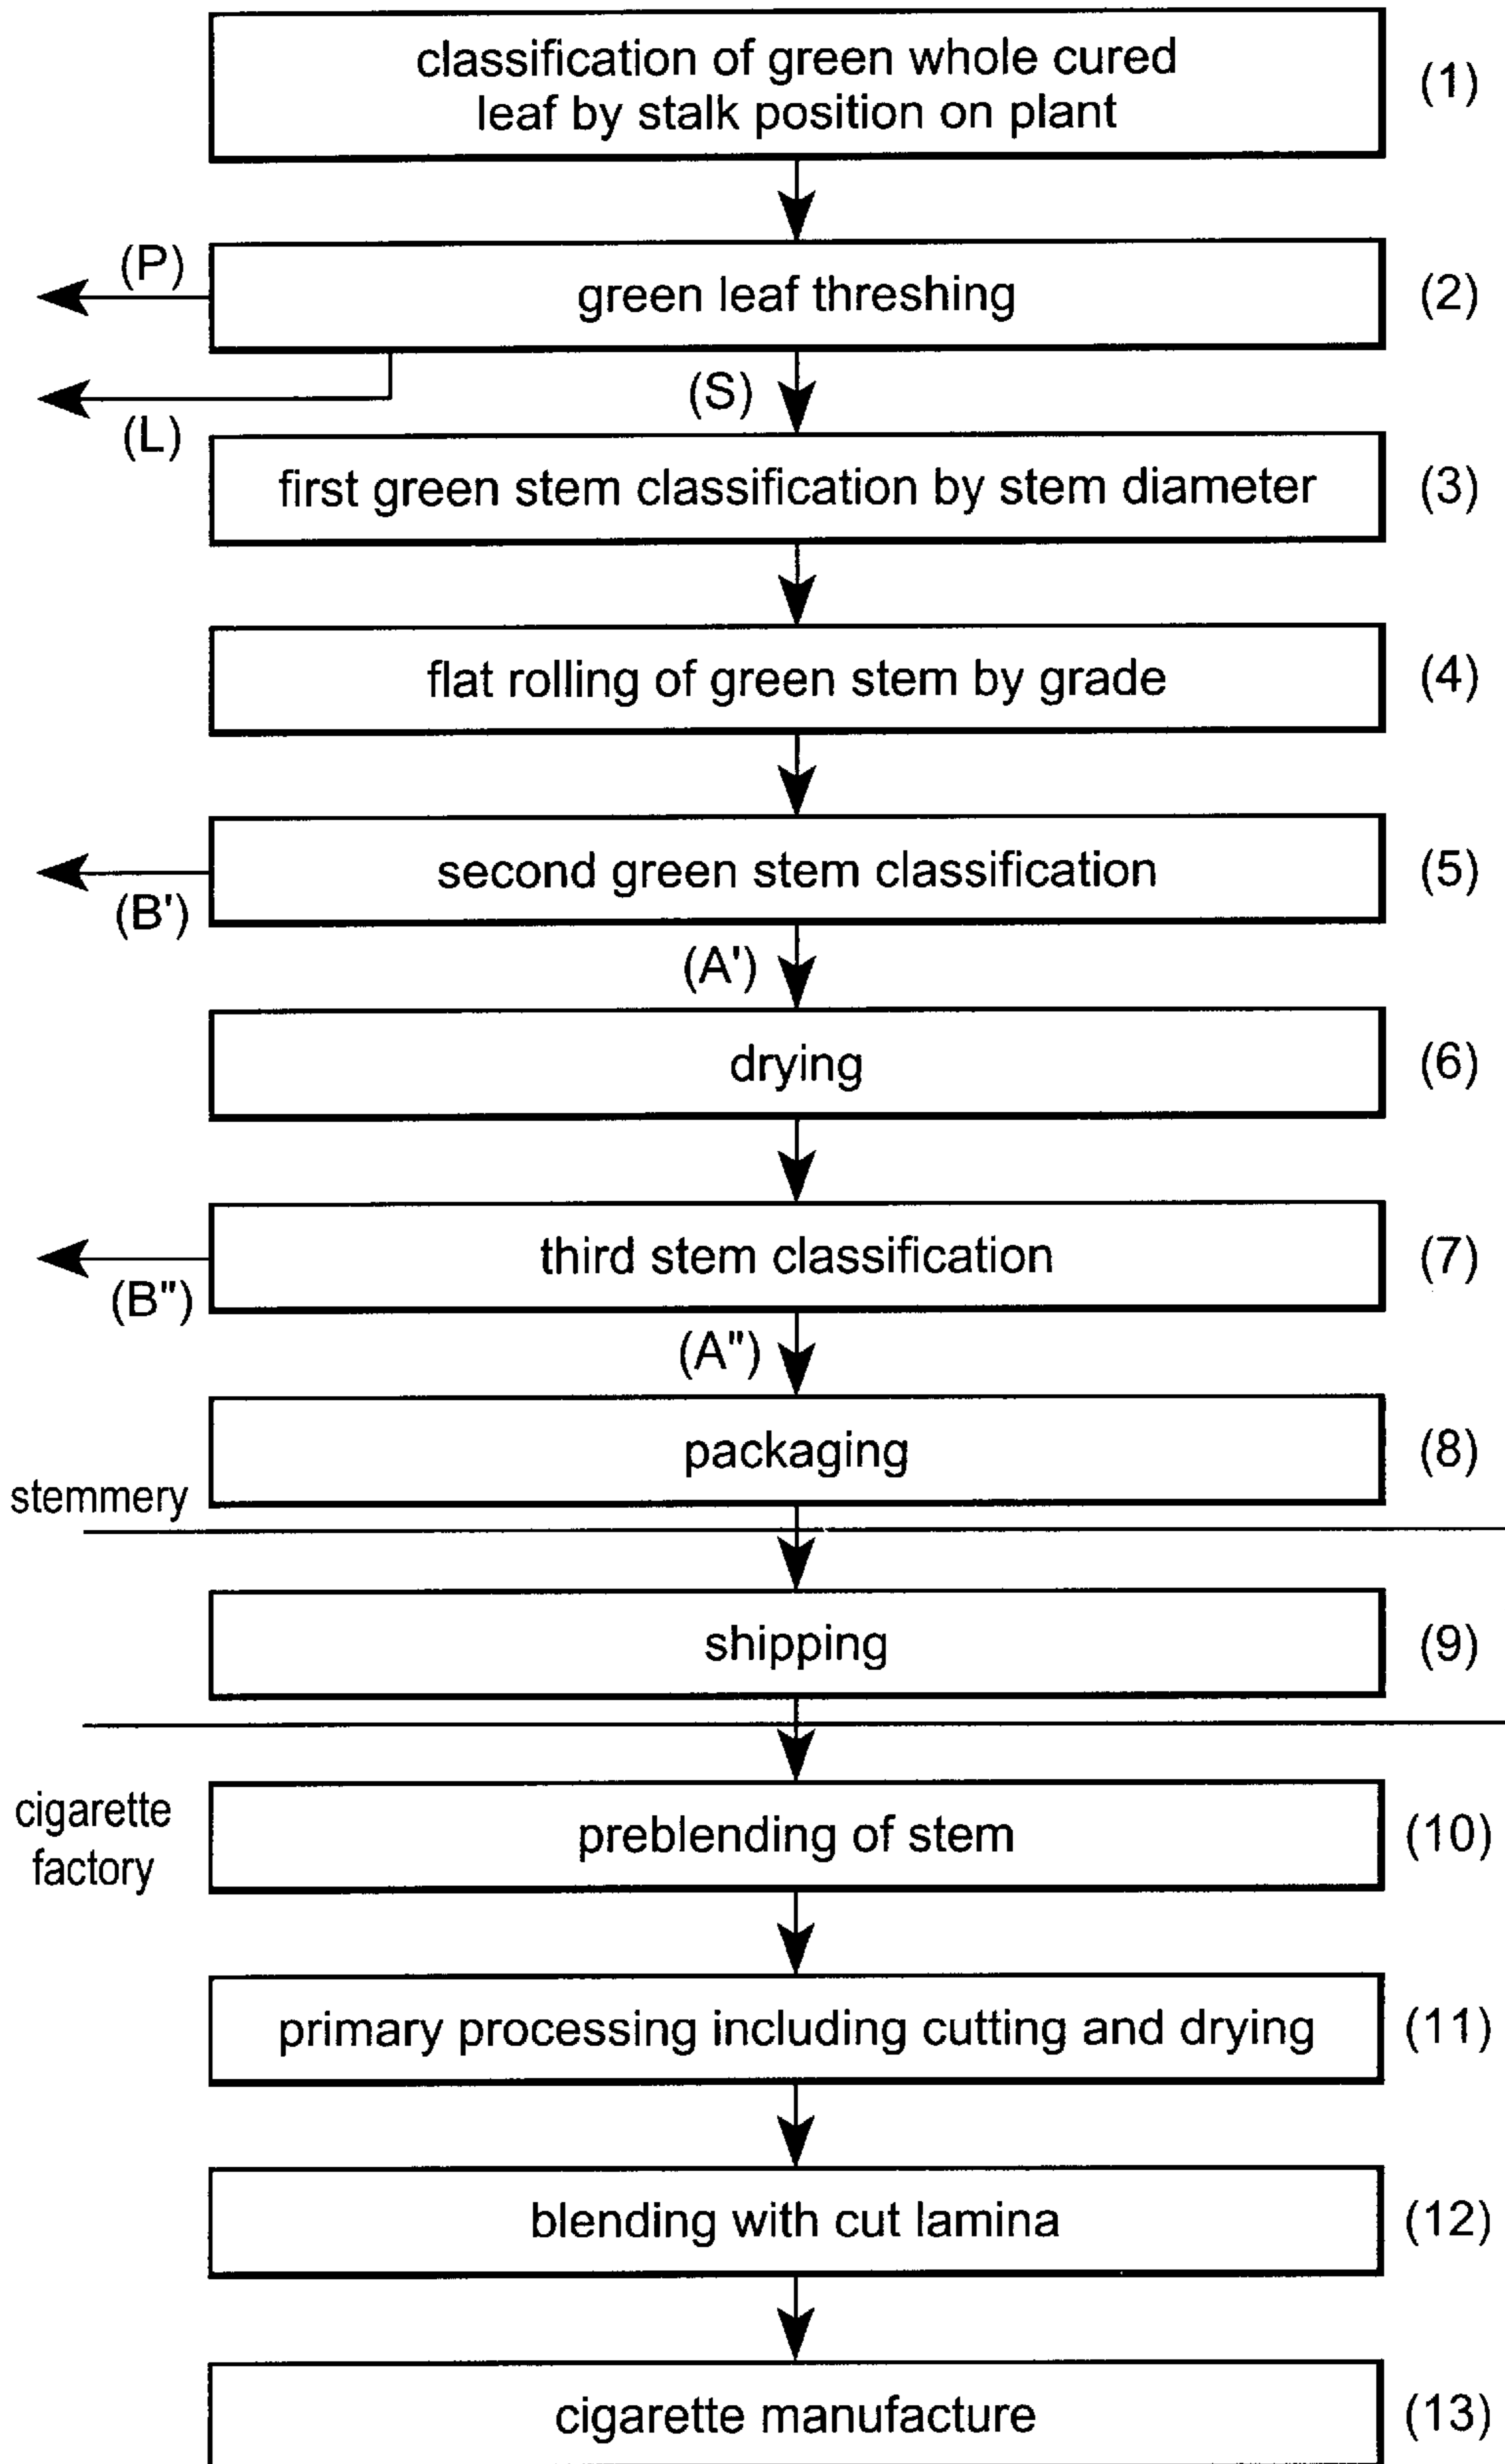 classification of green whole cured
leaf by stalk position on plant
(1)
(P)
green leaf threshing
(2)
(L)
(S)
first green stem classification by stem diameter
(3)
flat rolling of green stem by grade
(4)
second green stem classification
(5)
(B')
(A')
drying
(6)
third stem classification
(7)
(B")
(A")
packaging
(8)
stemmery
shipping
(9)
cigarette
factory
preblending of stem
(10)
primary processing including cutting and drying
(11)
blending with cut lamina
(12)
cigarette manufacture
(13)